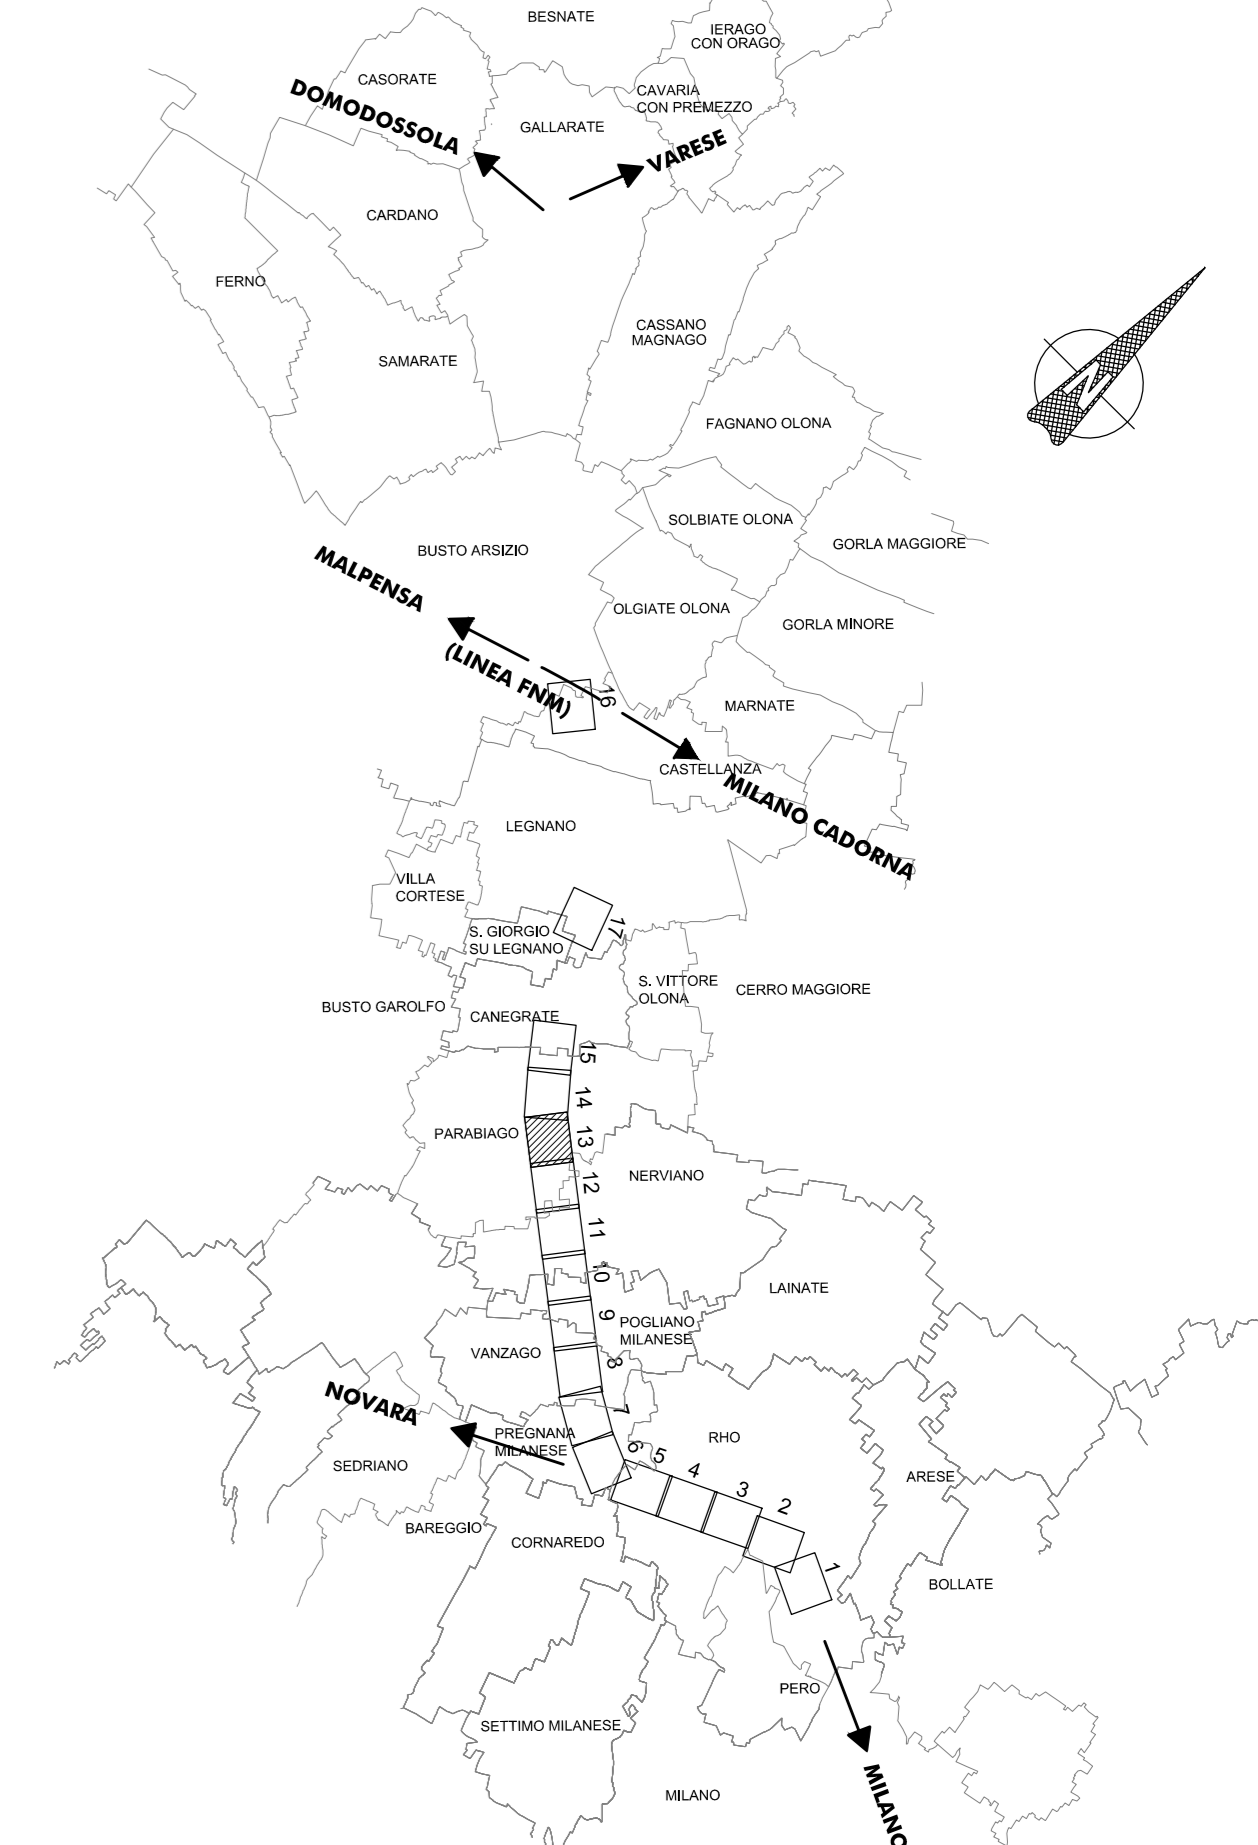 BESNATE
IERAGO
CON ORAGO
CASORATE
DOMODOSSOLA
CAVARIA
CON PREMEZZO
GALLARATE
VARESE
CARDANO
FERNO
CASSANO
MAGNAGO
SAMARATE
N
FAGNANO OLONA
SOLBIATE OLONA
GORLA MAGGIORE
BUSTO ARSIZIO
MALPENSA
OLGIATE OLONA
GORLA MINORE
(LINEA FNM)
16
MARNATE
CASTELLANZA
MILANO CADORNA
LEGNANO
VILLA
CORTESE
17
S. GIORGIO
SU LEGNANO
S. VITTORE
OLONA
CERRO MAGGIORE
BUSTO GAROLFO
CANEGRATE
15
14
13
PARABIAGO
NERVIANO
12
11
10
LAINATE
9
POGLIANO
MILANESE
VANZAGO
8
NOVARA
7
PREGNANA
MILANESE
RHO
6
5
4
3
2
SEDRIANO
ARESE
BAREGGIO
CORNAREDO
1
BOLLATE
PERO
SETTIMO MILANESE
MILANO
MILANO